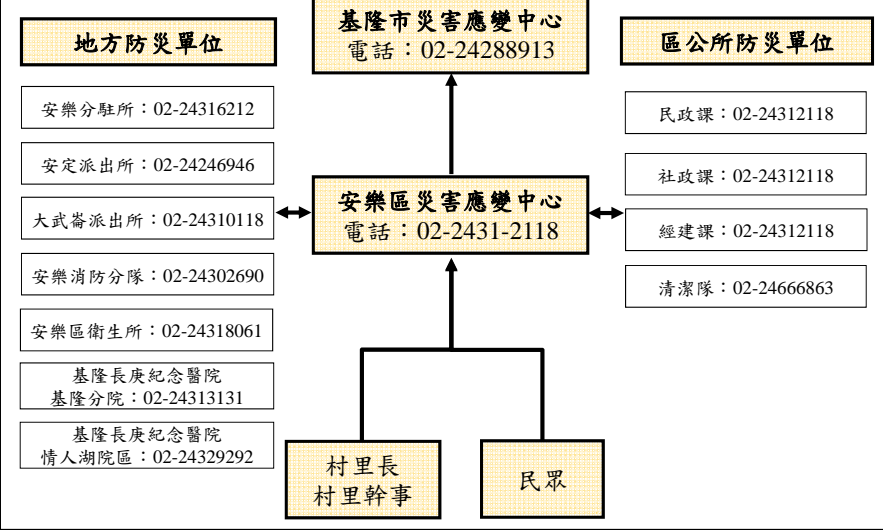 地方防災單位
安樂分駐所：02-24316212
安定派出所：02-24246946
大武崙派出所：02-24310118
安樂消防分隊：02-24302690
安樂區衛生所：02-24318061
基隆長庚紀念醫院
基隆分院：02-24313131
基隆長庚紀念醫院
情人湖院區：02-24329292
基隆市災害應變中心
電話：02-24288913
安樂區災害應變中心
電話：02-2431-2118
村里長
村里幹事
民眾
區公所防災單位
民政課：02-24312118
社政課：02-24312118
經建課：02-24312118
清潔隊：02-24666863